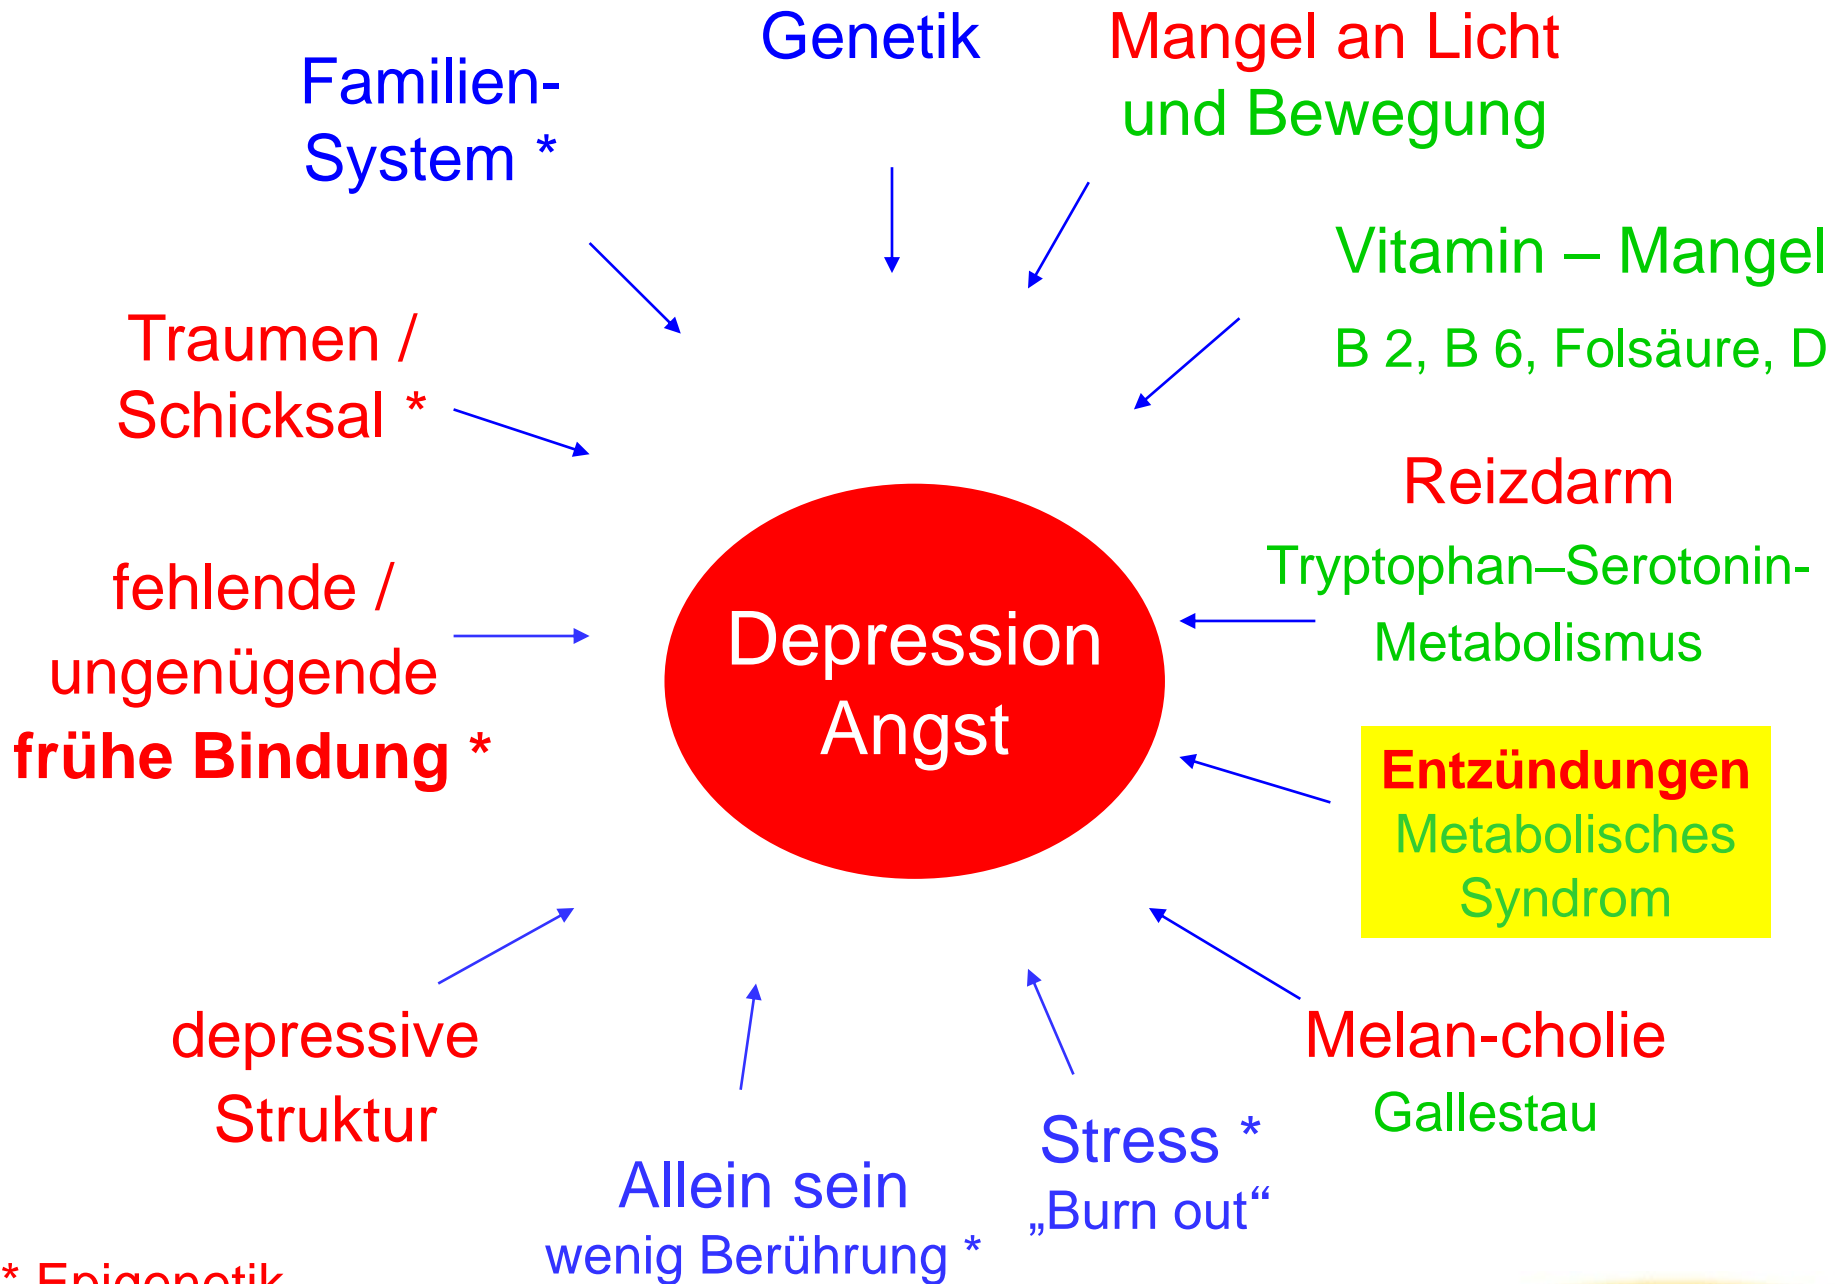 Genetik
Mangel an Licht
und Bewegung
Familien-
System *
Vitamin – Mangel
B 2, B 6, Folsäure, D
Traumen /
Schicksal *
Reizdarm
Tryptophan–Serotonin-
Metabolismus
fehlende /
ungenügende
frühe Bindung *
Depression
Angst
Entzündungen
Metabolisches
Syndrom
depressive
Struktur
Melan-cholie
Gallestau
Stress *
„Burn out“
Allein sein
wenig Berührung *
* Epigenetik